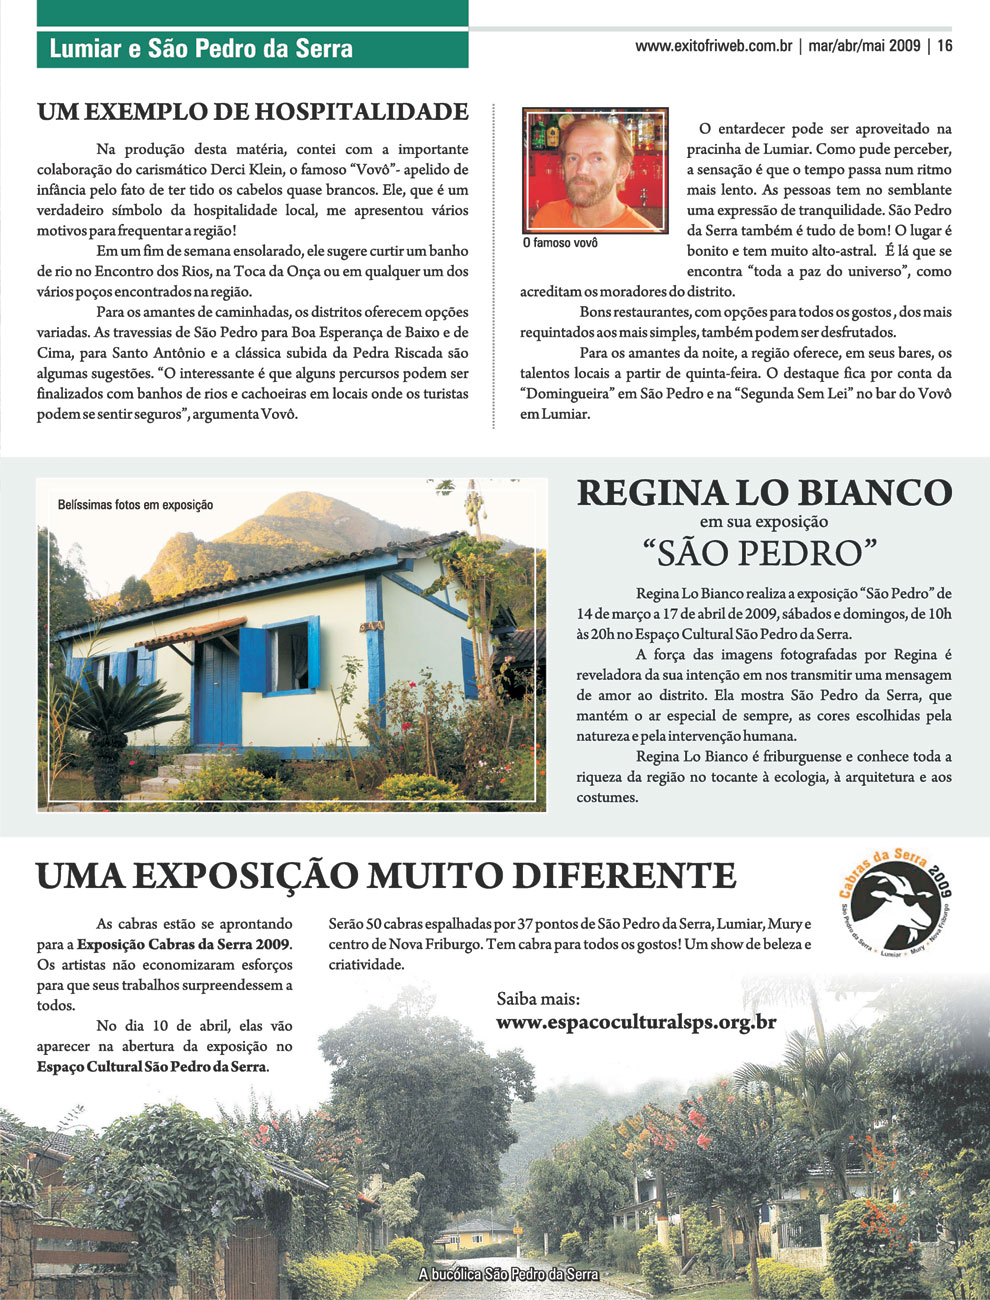 Lumiar e São Pedro da Serra
www.exitofriweb.com.br | mar/abr/mai 2009 | 16
UM EXEMPLO DE HOSPITALIDADE
Na produção desta matéria, contei com a importante
colaboração do carismático Derci Klein, o famoso “Vovô”- apelido de
infância pelo fato de ter tido os cabelos quase brancos. Ele, que é um
verdadeiro símbolo da hospitalidade local, me apresentou vários
motivos para frequentar a região!
Em um fim de semana ensolarado, ele sugere curtir um banho
de rio no Encontro dos Rios, na Toca da Onça ou em qualquer um dos
vários poços encontrados na região.
Para os amantes de caminhadas, os distritos oferecem opções
variadas. As travessias de São Pedro para Boa Esperança de Baixo e de
Cima, para Santo Antônio e a clássica subida da Pedra Riscada são
algumas sugestões. “O interessante é que alguns percursos podem ser
finalizados com banhos de rios e cachoeiras em locais onde os turistas
podem se sentir seguros”, argumenta Vovô.
O famoso vovô
O entardecer pode ser aproveitado na
pracinha de Lumiar. Como pude perceber,
a sensação é que o tempo passa num ritmo
mais lento. As pessoas tem no semblante
uma expressão de tranquilidade. São Pedro
da Serra também é tudo de bom! O lugar é
bonito e tem muito alto-astral. É lá que se
encontra “toda a paz do universo”, como
acreditam os moradores do distrito.
Bons restaurantes, com opções para todos os gostos , dos mais
requintados aos mais simples, também podem ser desfrutados.
Para os amantes da noite, a região oferece, em seus bares, os
talentos locais a partir de quinta-feira. O destaque fica por conta da
“Domingueira” em São Pedro e na “Segunda Sem Lei” no bar do Vovô
em Lumiar.
Belíssimas fotos em exposição
REGINA LO BIANCO
em sua exposição
“SÃO PEDRO”
Regina Lo Bianco realiza a exposição “São Pedro” de
14 de março a 17 de abril de 2009, sábados e domingos, de 10h
às 20h no Espaço Cultural São Pedro da Serra.
A força das imagens fotografadas por Regina é
reveladora da sua intenção em nos transmitir uma mensagem
de amor ao distrito. Ela mostra São Pedro da Serra, que
mantém o ar especial de sempre, as cores escolhidas pela
natureza e pela intervenção humana.
Regina Lo Bianco é friburguense e conhece toda a
riqueza da região no tocante à ecologia, à arquitetura e aos
costumes.
UMA EXPOSIÇÃO MUITO DIFERENTE
As cabras estão se aprontando
para a Exposição Cabras da Serra 2009.
Os artistas não economizaram esforços
para que seus trabalhos surpreendessem a
todos.
No dia 10 de abril, elas vão
aparecer na abertura da exposição no
Espaço Cultural São Pedro da Serra.
Serão 50 cabras espalhadas por 37 pontos de São Pedro da Serra, Lumiar, Mury e
centro de Nova Friburgo. Tem cabra para todos os gostos! Um show de beleza e
criatividade.
Cabras da Serra 2009
São Pedro da Serra • Lumiar • Mury • Nova Friburgo
Saiba mais:
www.espacoculturalsps.org.br
A bucólica São Pedro da Serra